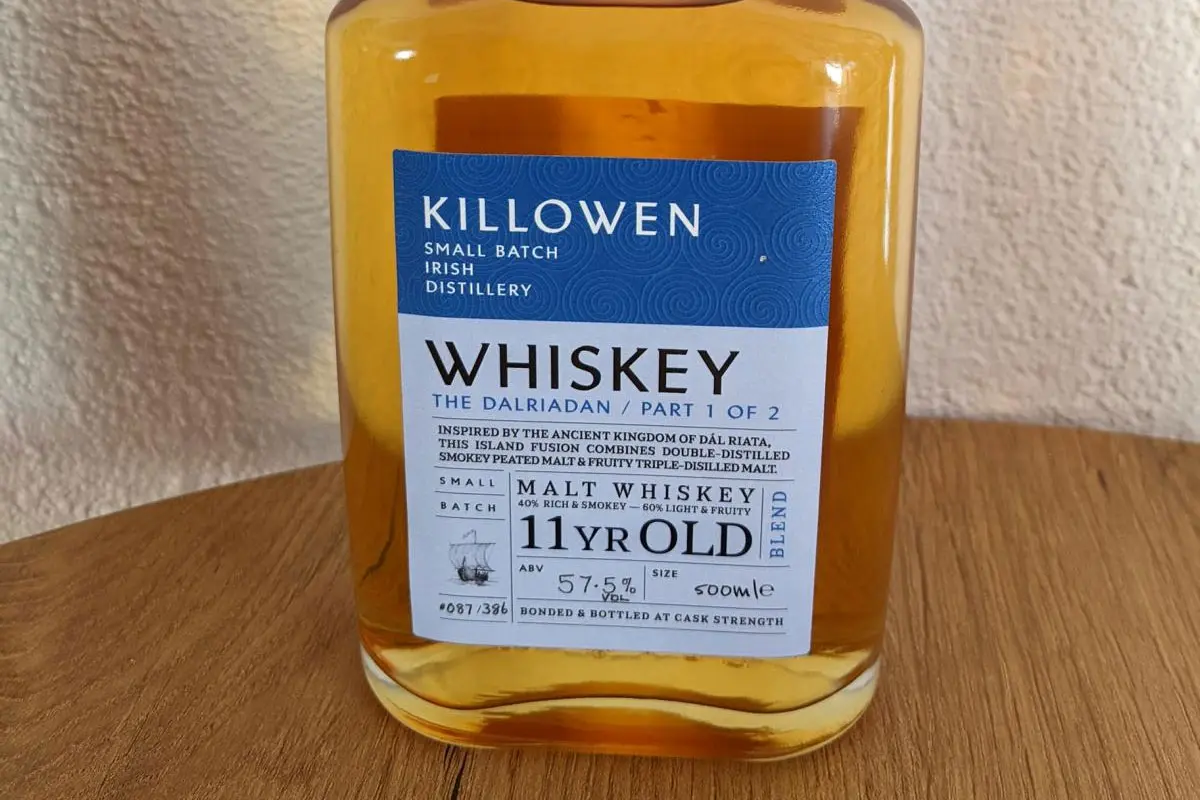 KILLOWEN
SMALL BATCH
IRISH
DISTILLERY
WHISKEY
THE DALRIADAN / PART 1 OF 2
INSPIRED BY THE ANCIENT KINGDOM OF DÁL RIATA,
THIS ISLAND FUSION COMBINES DOUBLE-DISTILLED
SMOKEY PEATED MALT & FRUITY TRIPLE-DISILLED MALT.
SMALL
BATCH
#087/386
MALT WHISKEY
40% RICH & SMOKEY — 60% LIGHT & FRUITY
11YR OLD
BLEND
ABV
57.5%
VOL
SIZE
500ml e
BONDED & BOTTLED AT CASK STRENGTH